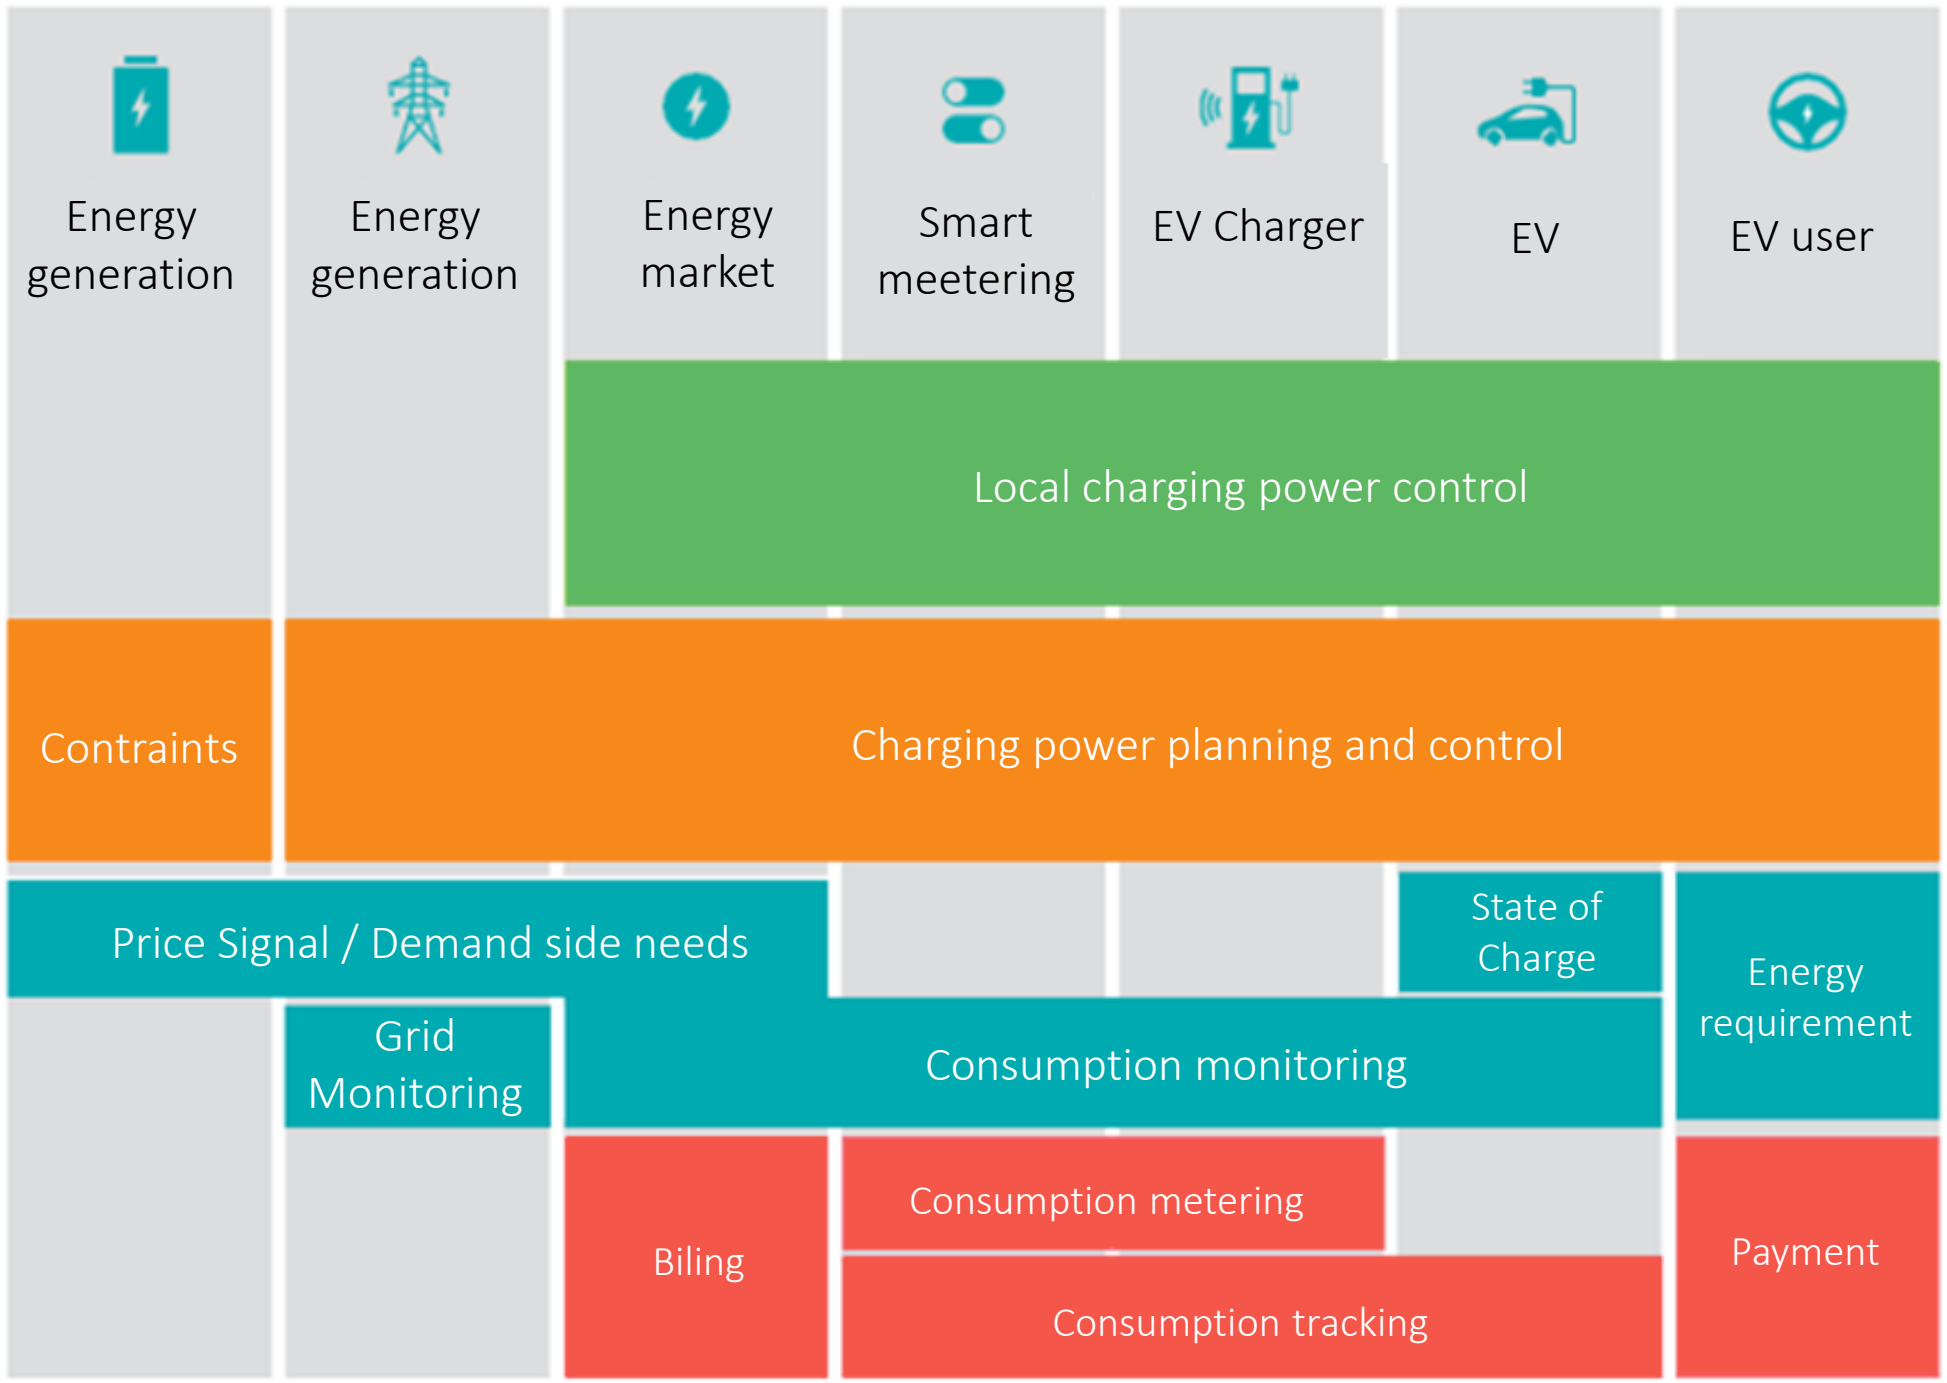 Energy
generation
Energy
generation
Energy
market
Smart
meetering
EV Charger
EV
EV user
Local charging power control
Contraints
Charging power planning and control
Price Signal / Demand side needs
State of
Charge
Energy
requirement
Grid
Monitoring
Consumption monitoring
Biling
Consumption metering
Payment
Consumption tracking